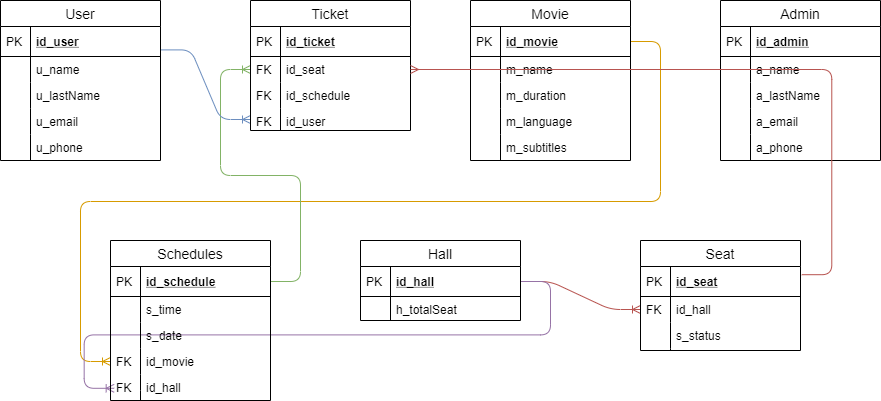 User
PK id_user
u_name
u_lastName
u_email
u_phone
Ticket
PK id_ticket
FK id_seat
FK id_schedule
FK id_user
Movie
PK id_movie
m_name
m_duration
m_language
m_subtitles
Admin
PK id_admin
a_name
a_lastName
a_email
a_phone
Schedules
PK id_schedule
s_time
s_date
FK id_movie
FK id_hall
Hall
PK id_hall
h_totalSeat
Seat
PK id_seat
FK id_hall
s_status